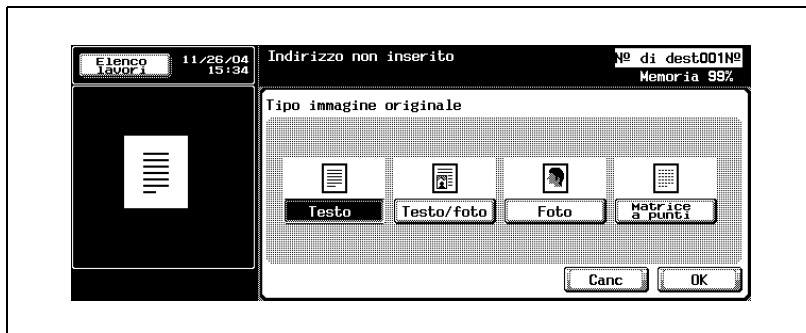 Elenco
lavori
11/26/04
15:34
Indirizzo non inserito
Nº di dest001Nº
Memoria 99%
Tipo immagine originale
Testo
Testo/foto
Foto
Matrice
a punti
Canc
OK